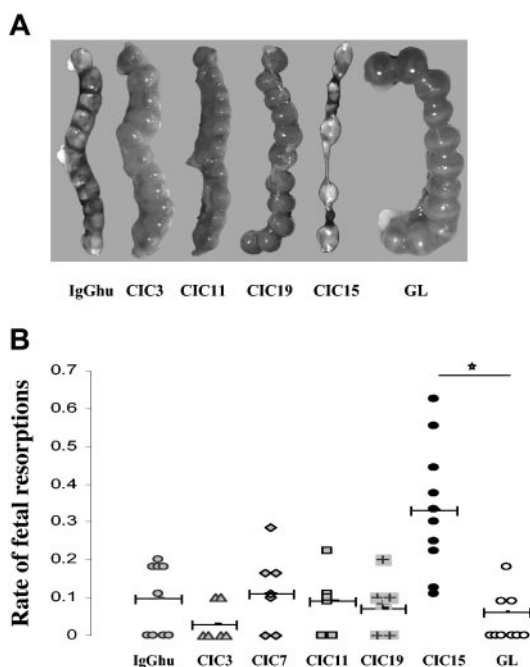 A
IgGhu CIC3 CIC11 CIC19 CIC15 GL
B
Rate of fetal resorptions
0.7
0.6
0.5
0.4
0.3
0.2
0.1
0
IgGhu CIC3 CIC7 CIC11 CIC19 CIC15 GL